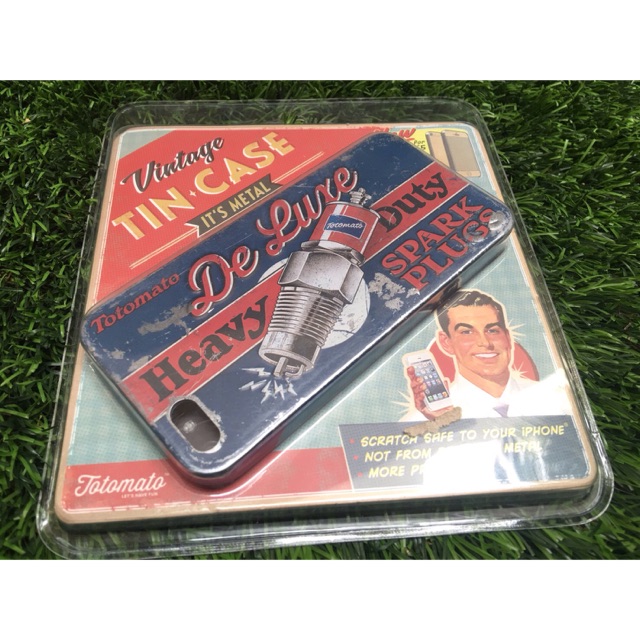 Vintage
TIN CASE
IT'S METAL
Totomato
De Luxe
Heavy Duty
SPARK
PLUGS
Totomato
Totomato
LET'S HAVE FUN
SCRATCH SAFE TO YOUR iPHONE
NOT FROM
METAL
MORE